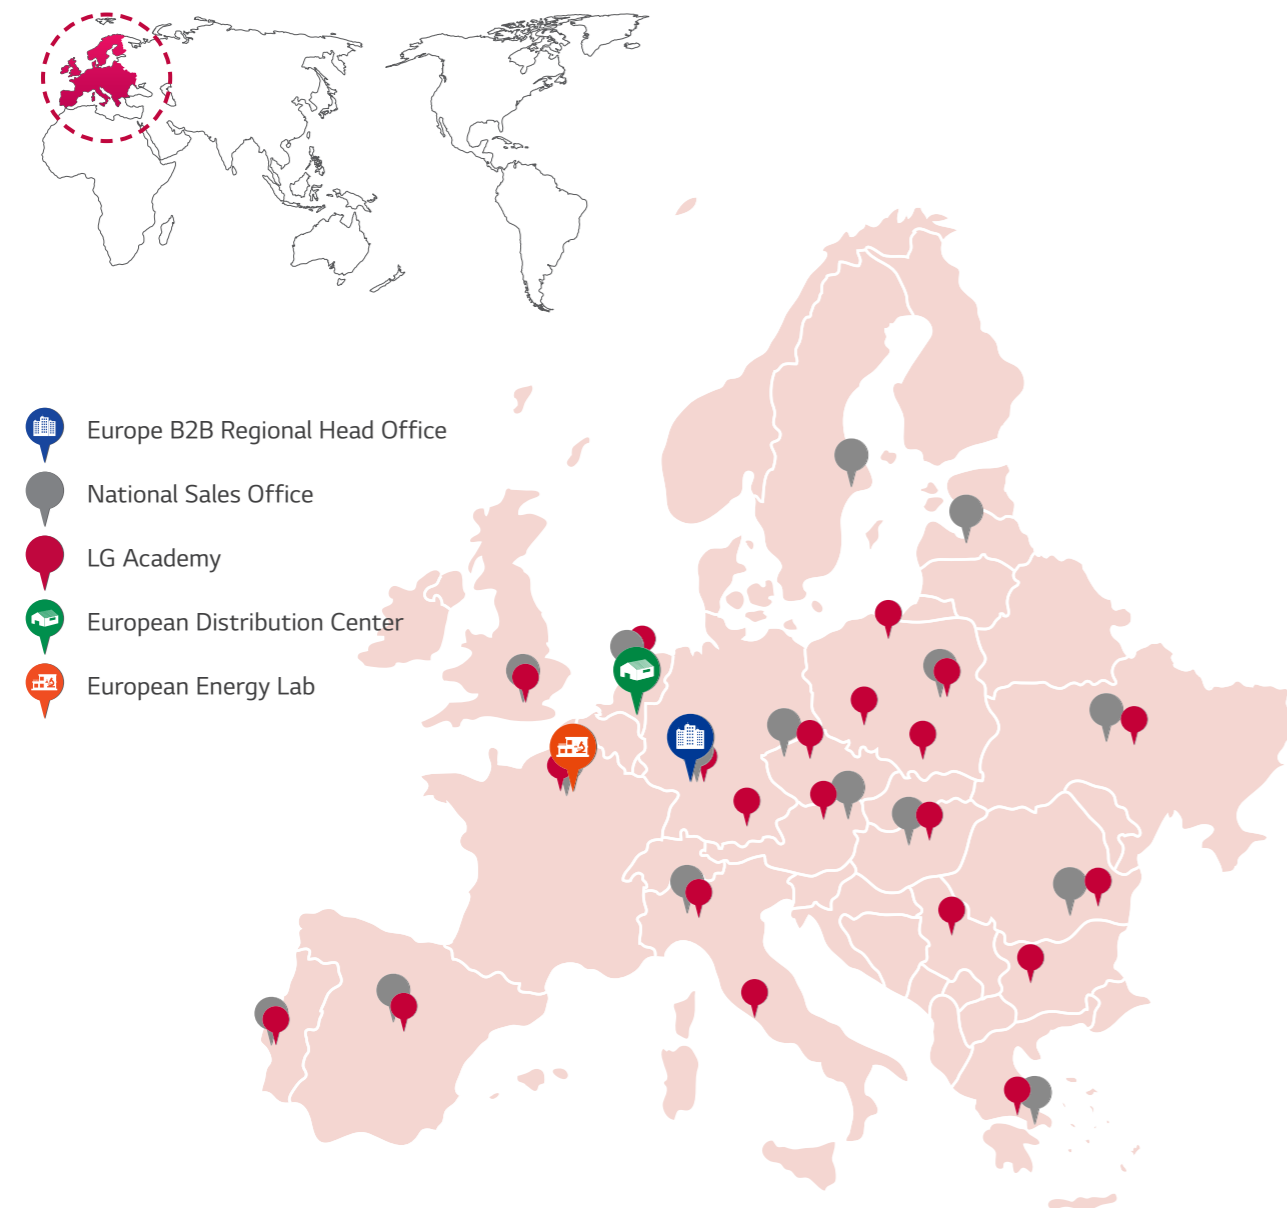 Europe B2B Regional Head Office
National Sales Office
LG Academy
European Distribution Center
European Energy Lab